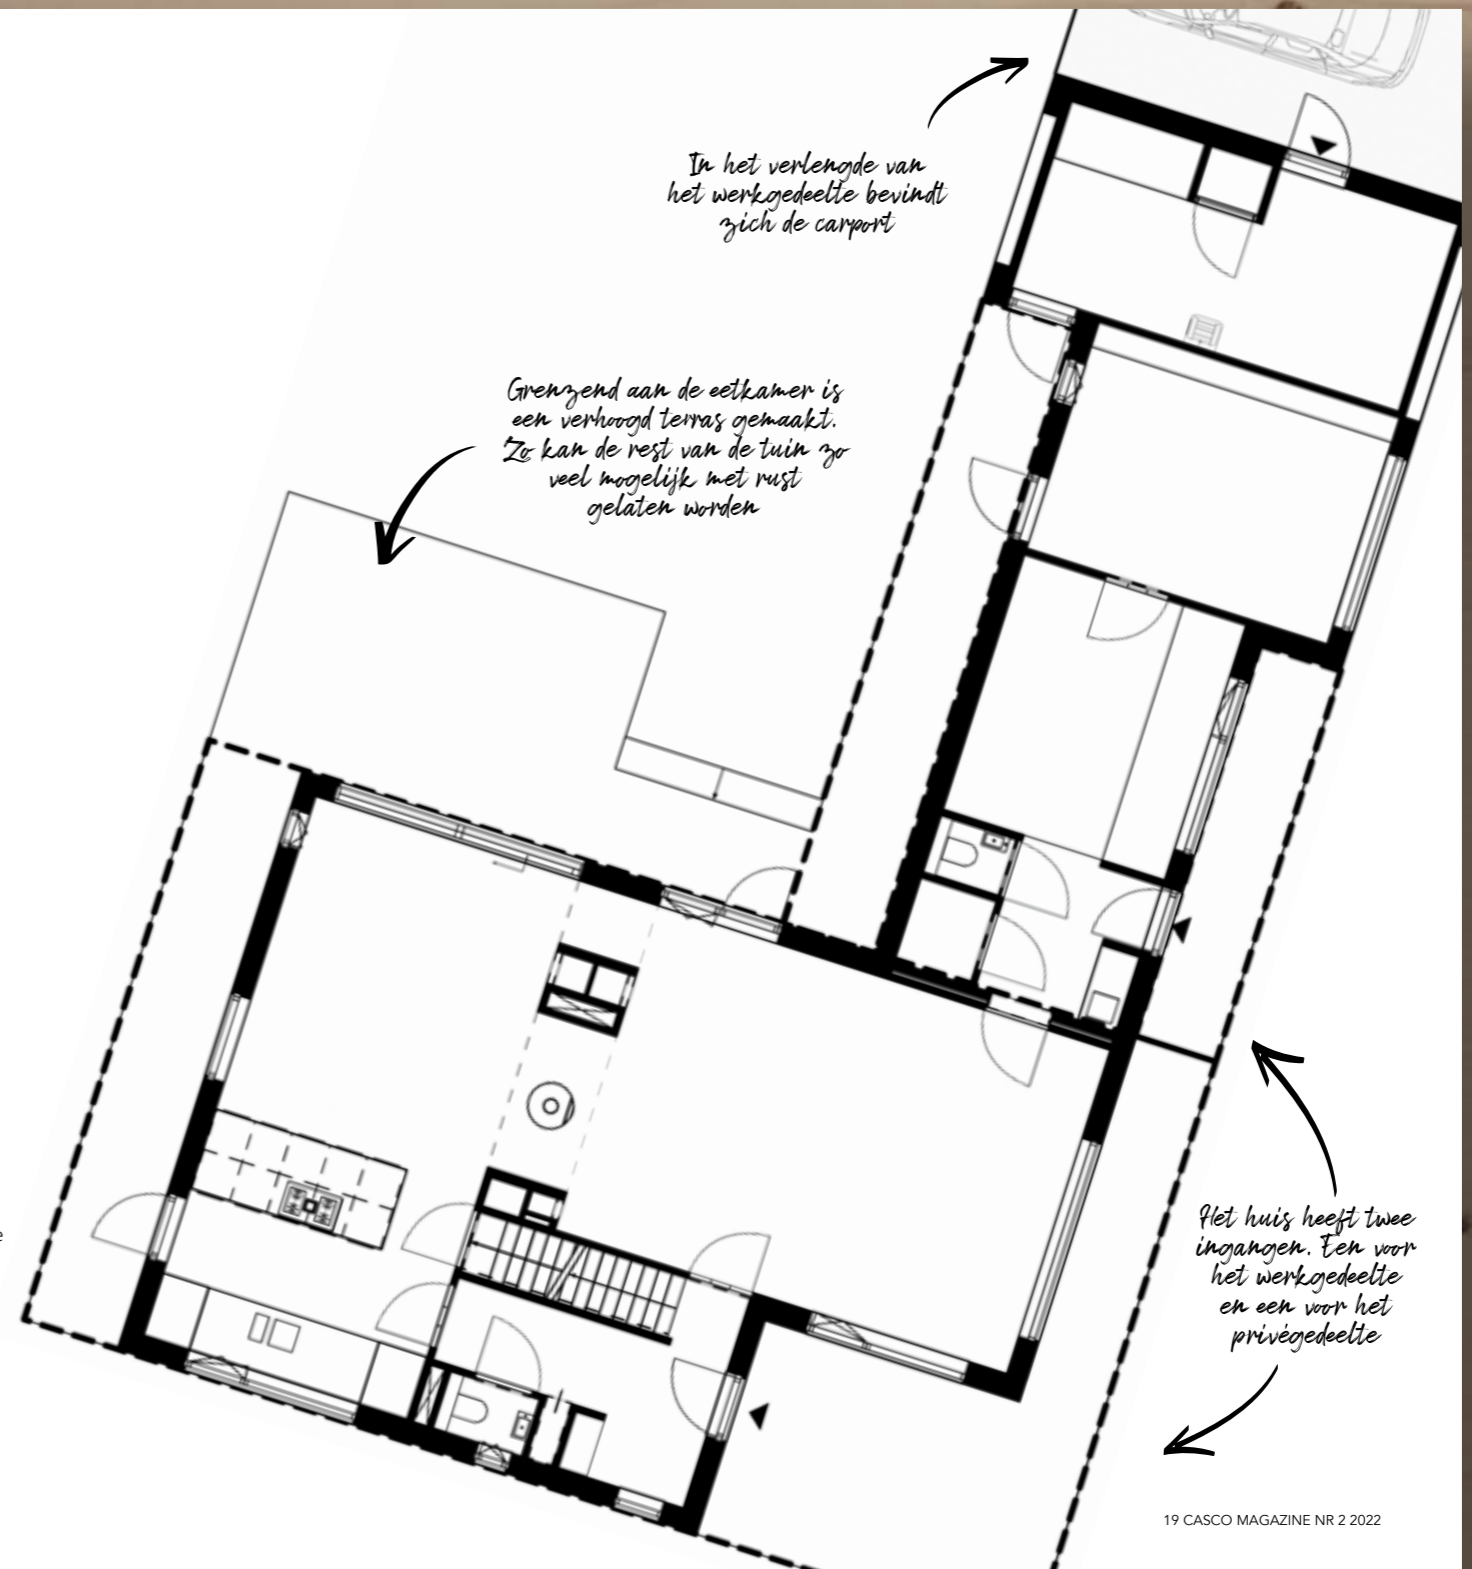 In het verlengde van
het werkgedeelte bevindt
zich de carport
Grenzend aan de eetkamer is
een verhoogd terras gemaakt.
Zo kan de rest van de tuin zo
veel mogelijk met rust
gelaten worden
e
Het huis heeft twee
ingangen. Een voor
het werkgedeelte
en een voor het
privégedeelte
19 CASCO MAGAZINE NR 2 2022